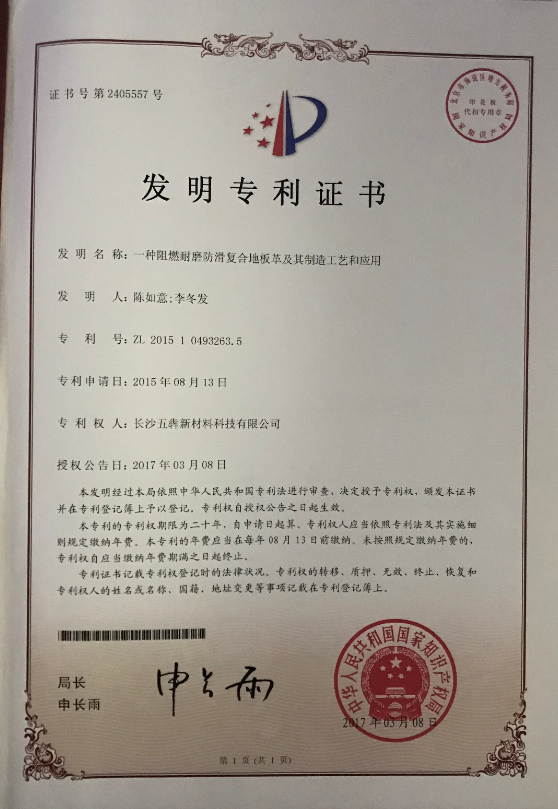 证书号第2405557号
印花税
代扣专用章
发明专利证书
发明名称：一种阻燃耐磨防滑复合地板革及其制造工艺和应用
发明人：陈如意;李冬发
专利号：ZL 2015 1 0493263.5
专利申请日：2015年08月13日
专利权人：长沙五犇新材料科技有限公司
授权公告日：2017年03月08日
本发明经过本局依照中华人民共和国专利法进行审查，决定授予专利权，颁发本证书
并在专利登记簿上予以登记。专利权自授权公告之日起生效。
本专利的专利权期限为二十年，自申请日起算。专利权人应当依照专利法及其实施细
则规定缴纳年费。本专利的年费应当在每年08月13日前缴纳。未按照规定缴纳年费的，
专利权自应当缴纳年费期满之日起终止。
专利证书记载专利权登记时的法律状况。专利权的转移、质押、无效、终止、恢复和
专利权人的姓名或名称、国籍、地址变更等事项记载在专利登记簿上。
局长
申长雨
申长雨
中华人民共和国国家知识产权局
2017年03月08日
第1页(共1页)